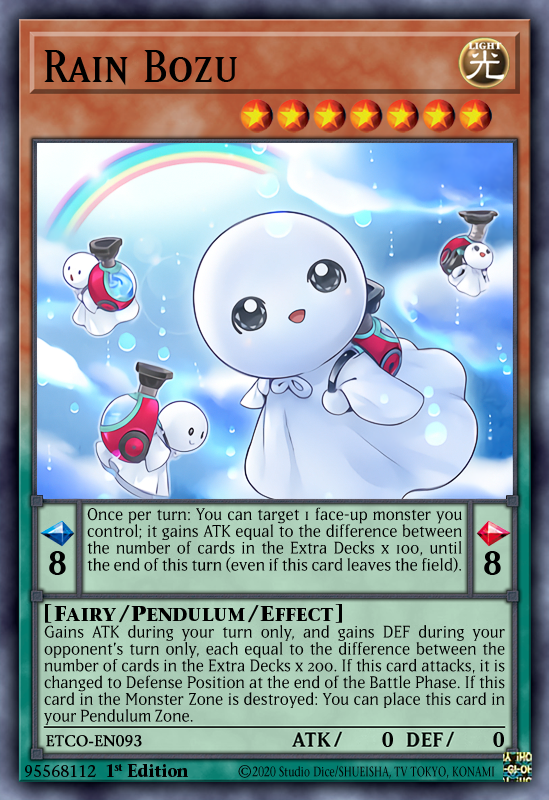 Rain Bozu
LIGHT
光
Once per turn: You can target 1 face-up monster you
control; it gains ATK equal to the difference between
the number of cards in the Extra Decks x 100, until
the end of this turn (even if this card leaves the field).
8
8
[Fairy/Pendulum/Effect]
Gains ATK during your turn only, and gains DEF during your
opponent's turn only, each equal to the difference between the
number of cards in the Extra Decks x 200. If this card attacks, it is
changed to Defense Position at the end of the Battle Phase. If this
card in the Monster Zone is destroyed: You can place this card in
your Pendulum Zone.
ETCO-EN093 ATK/ 0 DEF/ 0
95568112 1st Edition ©2020 Studio Dice/SHUEISHA, TV TOKYO, KONAMI